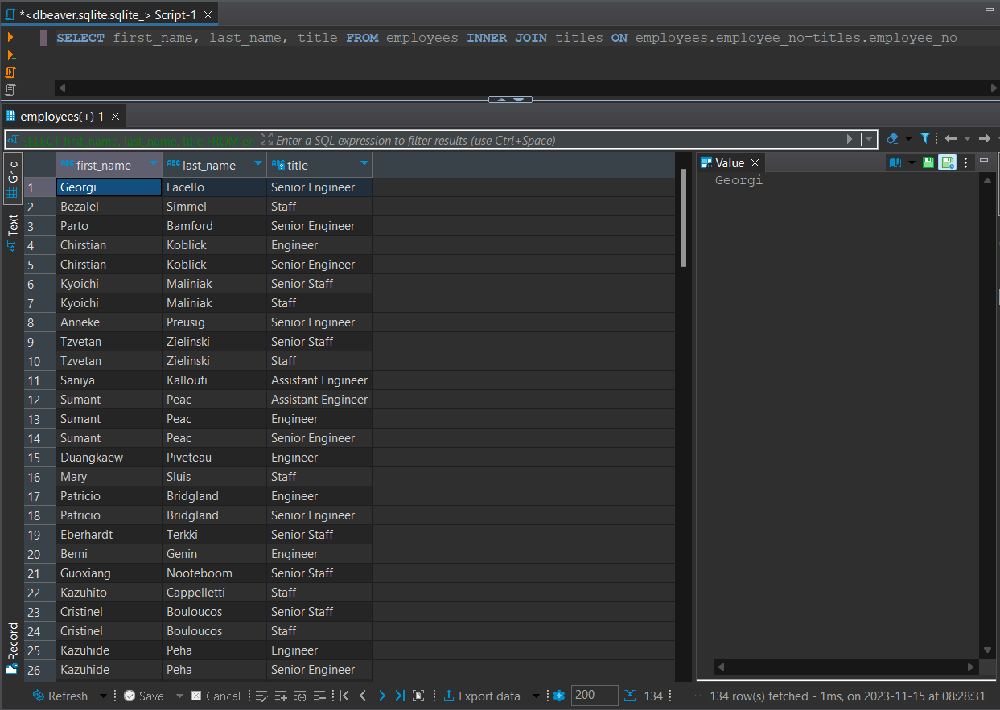 *<dbeaver.sqlite.sqlite_> Script-1
SELECT first_name, last_name, title FROM employees INNER JOIN titles ON employees.employee_no=titles.employee_no
employees(+) 1
SELECT first_name, last_name, title FROM em Enter a SQL expression to filter results (use Ctrl+Space)
Grid
Text
Record
ABC first_name ABC last_name ABC title
1 Georgi Facello Senior Engineer
2 Bezalel Simmel Staff
3 Parto Bamford Senior Engineer
4 Chirstian Koblick Engineer
5 Chirstian Koblick Senior Engineer
6 Kyoichi Maliniak Senior Staff
7 Kyoichi Maliniak Staff
8 Anneke Preusig Senior Engineer
9 Tzvetan Zielinski Senior Staff
10 Tzvetan Zielinski Staff
11 Saniya Kalloufi Assistant Engineer
12 Sumant Peac Assistant Engineer
13 Sumant Peac Engineer
14 Sumant Peac Senior Engineer
15 Duangkaew Piveteau Engineer
16 Mary Sluis Staff
17 Patricio Bridgland Engineer
18 Patricio Bridgland Senior Engineer
19 Eberhardt Terkki Senior Staff
20 Berni Genin Engineer
21 Guoxiang Nooteboom Senior Staff
22 Kazuhito Cappelletti Staff
23 Cristinel Bouloucos Senior Staff
24 Cristinel Bouloucos Staff
25 Kazuhide Peha Engineer
26 Kazuhide Peha Senior Engineer
Value
Georgi
Refresh Save Cancel Export data 200 134 134 row(s) fetched - 1ms, on 2023-11-15 at 08:28:31